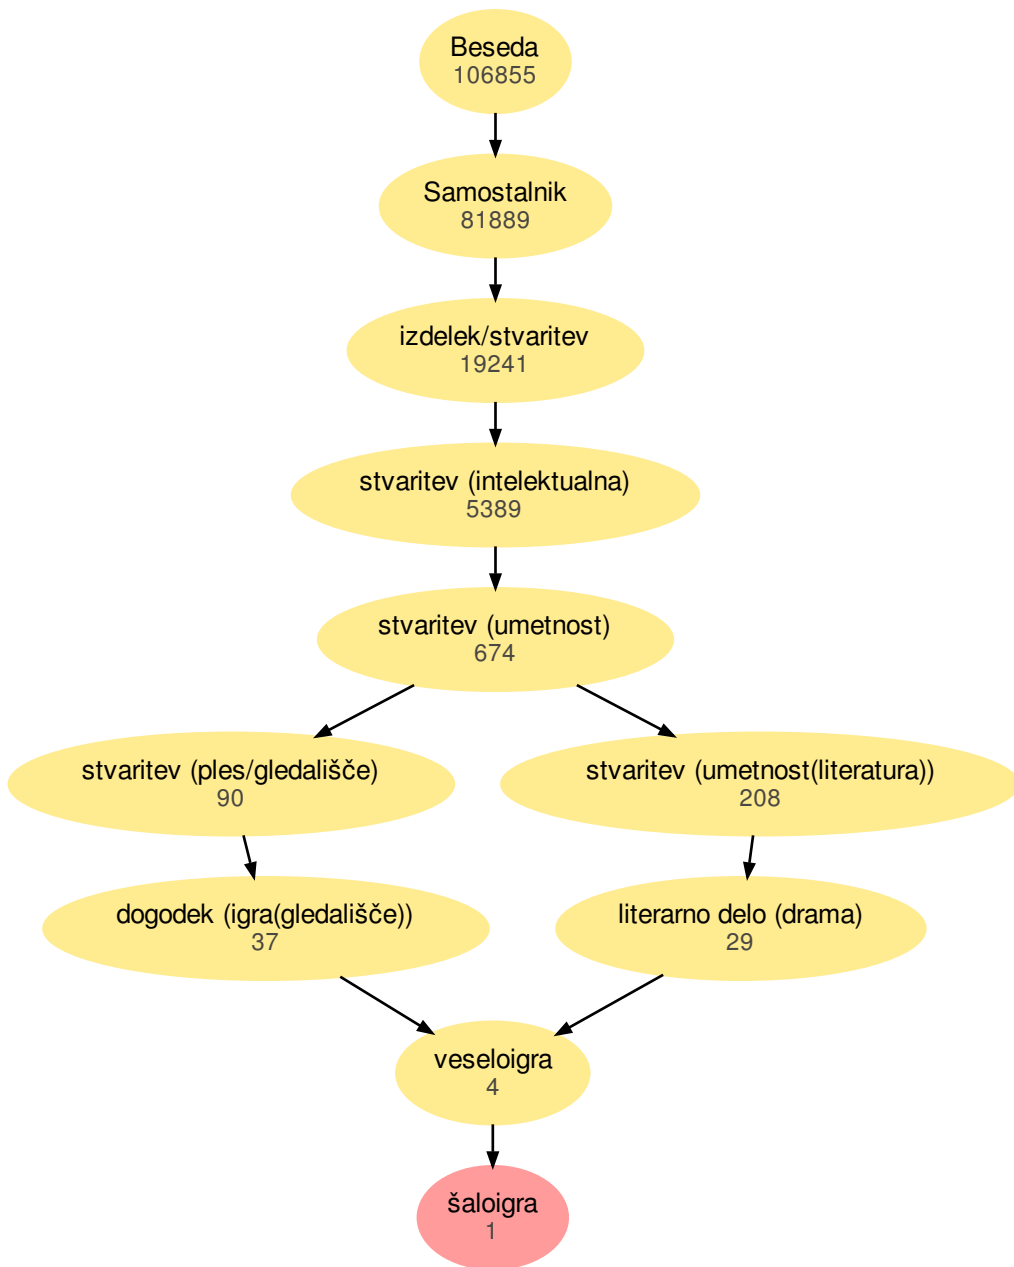 Beseda
106855
Samostalnik
81889
izdelek/stvaritev
19241
stvaritev (intelektualna)
5389
stvaritev (umetnost)
674
stvaritev (ples/gledališče)
90
stvaritev (umetnost(literatura))
208
dogodek (igra(gledališče))
37
literarno delo (drama)
29
veseloigra
4
šaloigra
1